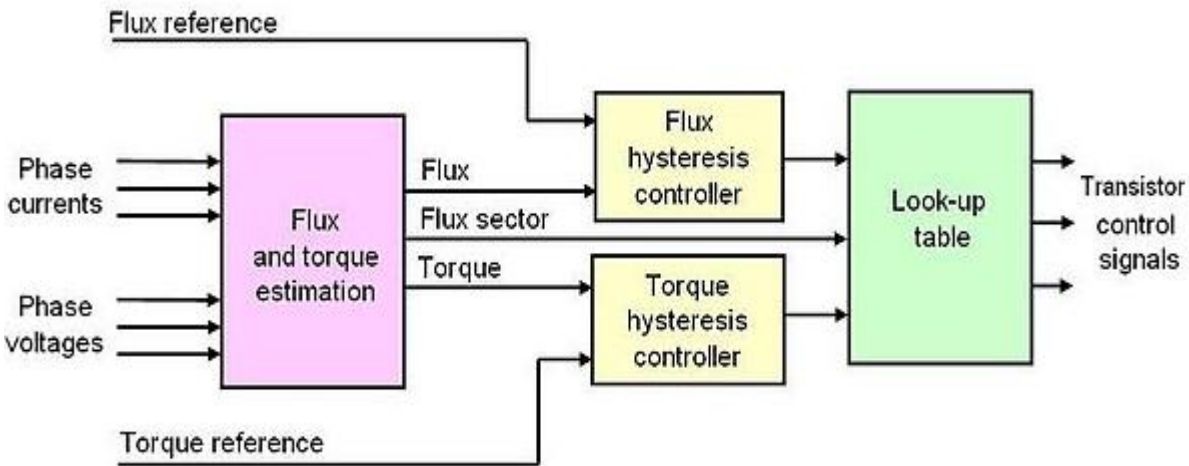 Flux reference
Phase
currents
Phase
voltages
Flux
and torque
estimation
Flux
Flux sector
Torque
Flux
hysteresis
controller
Torque
hysteresis
controller
Look-up
table
Transistor
control
signals
Torque reference